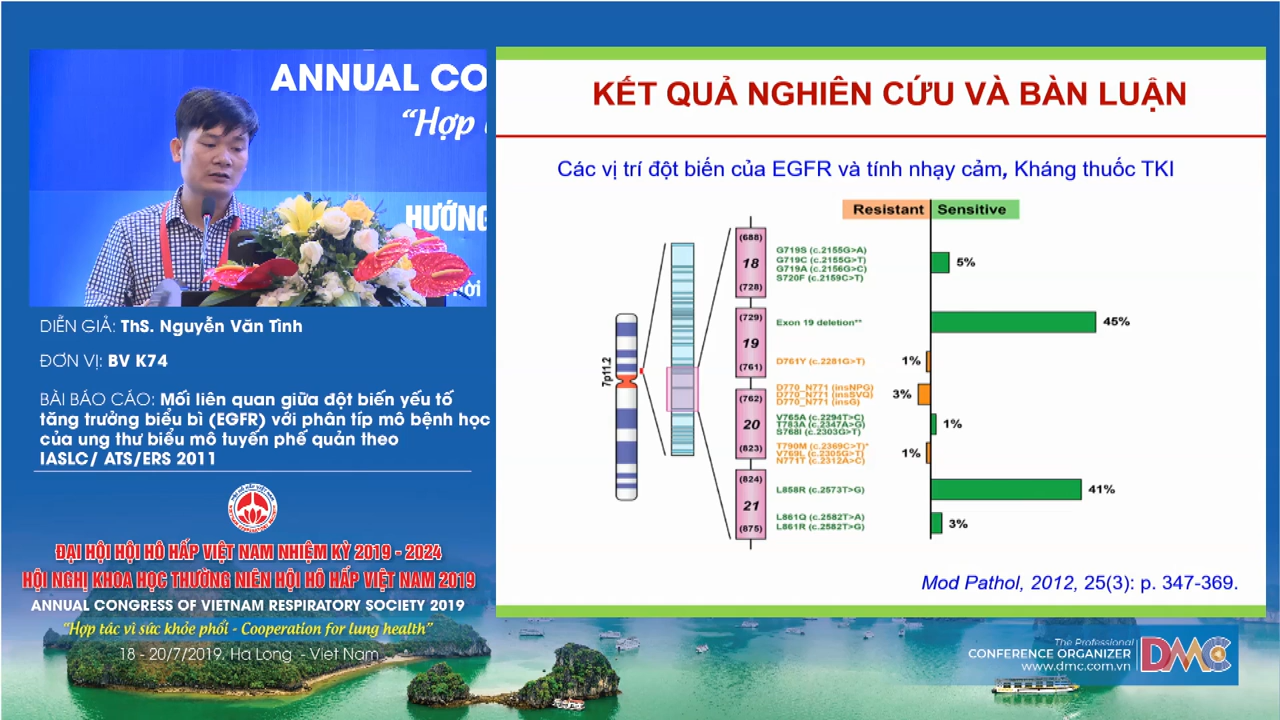 ANNUAL CO
“Hợp
HƯỚNG
DIỄN GIẢ: ThS. Nguyễn Văn Tình
ĐƠN VỊ: BV K74
BÀI BÁO CÁO: Mối liên quan giữa đột biến yếu tố
tăng trưởng biểu bì (EGFR) với phân típ mô bệnh học
của ung thư biểu mô tuyến phế quản theo
IASLC/ ATS/ERS 2011
ĐẠI HỘI HỘI HÔ HẤP VIỆT NAM NHIỆM KỲ 2019 - 2024
HỘI NGHỊ KHOA HỌC THƯỜNG NIÊN HỘI HÔ HẤP VIỆT NAM 2019
ANNUAL CONGRESS OF VIETNAM RESPIRATORY SOCIETY 2019
“Hợp tác vì sức khỏe phổi - Cooperation for lung health”
18 - 20/7/2019. Ha Long - Viet Nam
KẾT QUẢ NGHIÊN CỨU VÀ BÀN LUẬN
Các vị trí đột biến của EGFR và tính nhạy cảm, Kháng thuốc TKI
Resistant Sensitive
7p11.2
(688)
18
(728)
G719S (c.2155G>A)
G719C (c.2155G>T)
G719A (c.2156G>C)
S720F (c.2159C>T)
5%
(729)
19
(761)
Exon 19 deletion**
45%
D761Y (c.2281G>T)
1%
(762)
20
(823)
D770_N771 (insNPG)
D770_N771 (insSVQ)
D770_N771 (insG)
3%
V765A (c.2294T>C)
T783A (c.2347A>G)
S768I (c.2303G>T)
1%
T790M (c.2369C>T)*
V769L (c.2305G>T)
N771T (c.2312A>C)
1%
(824)
21
(875)
L858R (c.2573T>G)
41%
L861Q (c.2582T>A)
L861R (c.2582T>G)
3%
Mod Pathol, 2012, 25(3): p. 347-369.
The Professional
CONFERENCE ORGANIZER
www.dmc.com.vn
DMC